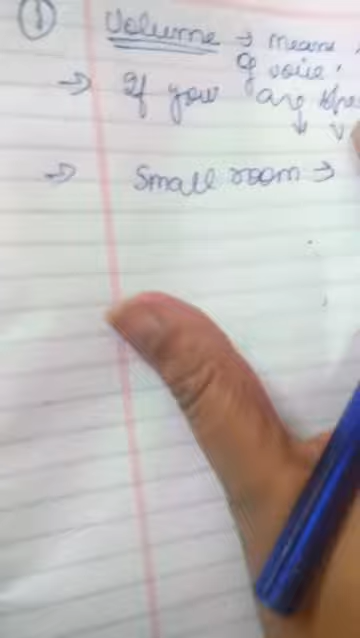 ① Volume → means
of voice.
→ If you are
→ Small room →